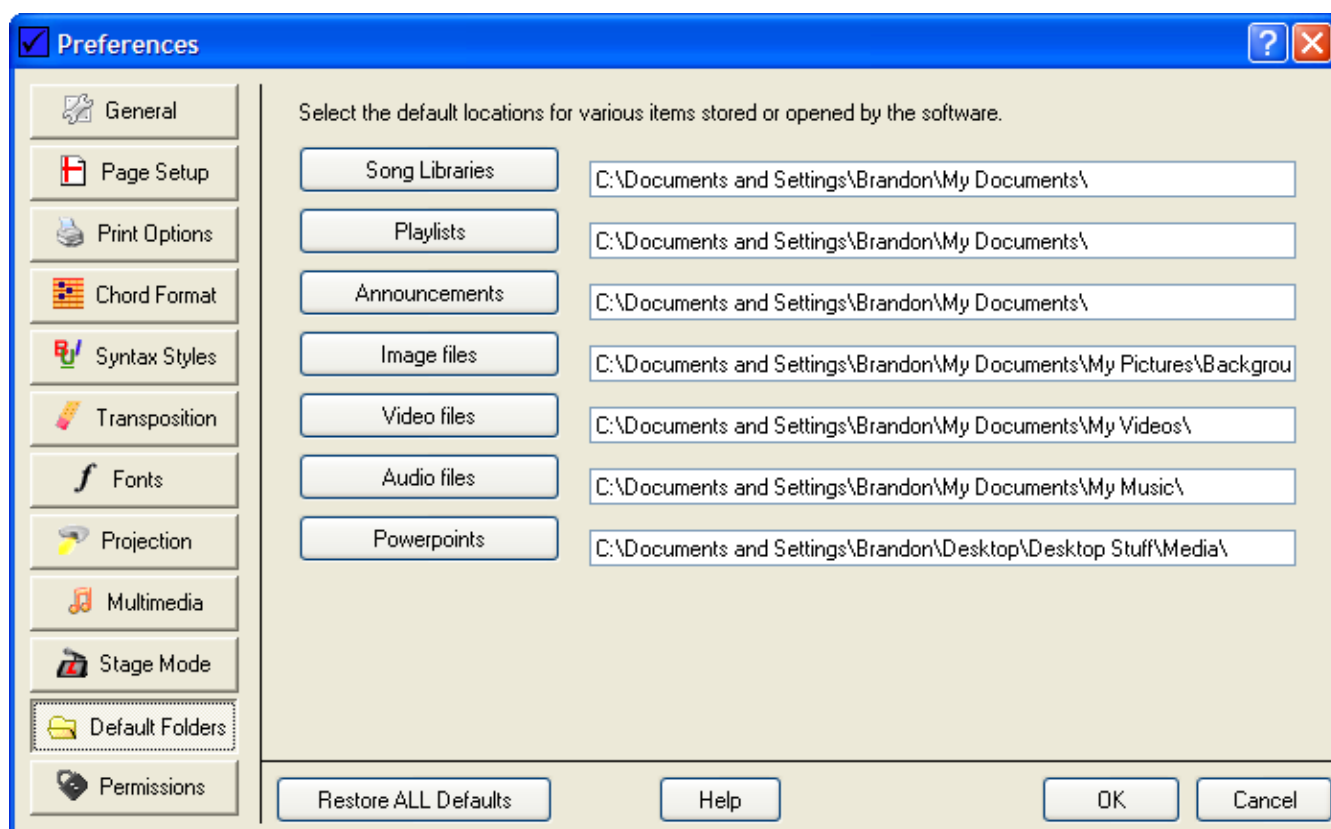 Preferences
General
Page Setup
Print Options
Chord Format
Syntax Styles
Transposition
Fonts
Projection
Multimedia
Stage Mode
Default Folders
Permissions
Select the default locations for various items stored or opened by the software.
Song Libraries C:\Documents and Settings\Brandon\My Documents\
Playlists C:\Documents and Settings\Brandon\My Documents\
Announcements C:\Documents and Settings\Brandon\My Documents\
Image files C:\Documents and Settings\Brandon\My Documents\My Pictures\Backgrou
Video files C:\Documents and Settings\Brandon\My Documents\My Videos\
Audio files C:\Documents and Settings\Brandon\My Documents\My Music\
Powerpoints C:\Documents and Settings\Brandon\Desktop\Desktop Stuff\Media\
Restore ALL Defaults Help OK Cancel